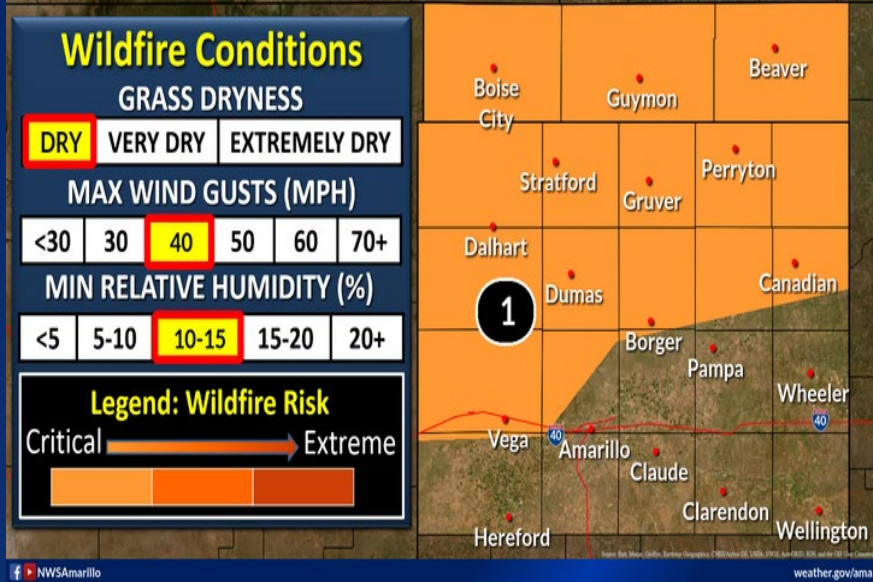 Wildfire Conditions
GRASS DRYNESS
DRY VERY DRY EXTREMELY DRY
MAX WIND GUSTS (MPH)
<30 30 40 50 60 70+
MIN RELATIVE HUMIDITY (%)
<5 5-10 10-15 15-20 20+
Legend: Wildfire Risk
Critical Extreme
Boise City
Guymon
Beaver
Stratford
Gruver
Perryton
Dalhart
1
Dumas
Canadian
Borger
Pampa
Wheeler
40
Vega
40
Amarillo
Claude
Clarendon
Hereford
Wellington
NWSAmarillo
weather.gov/ama